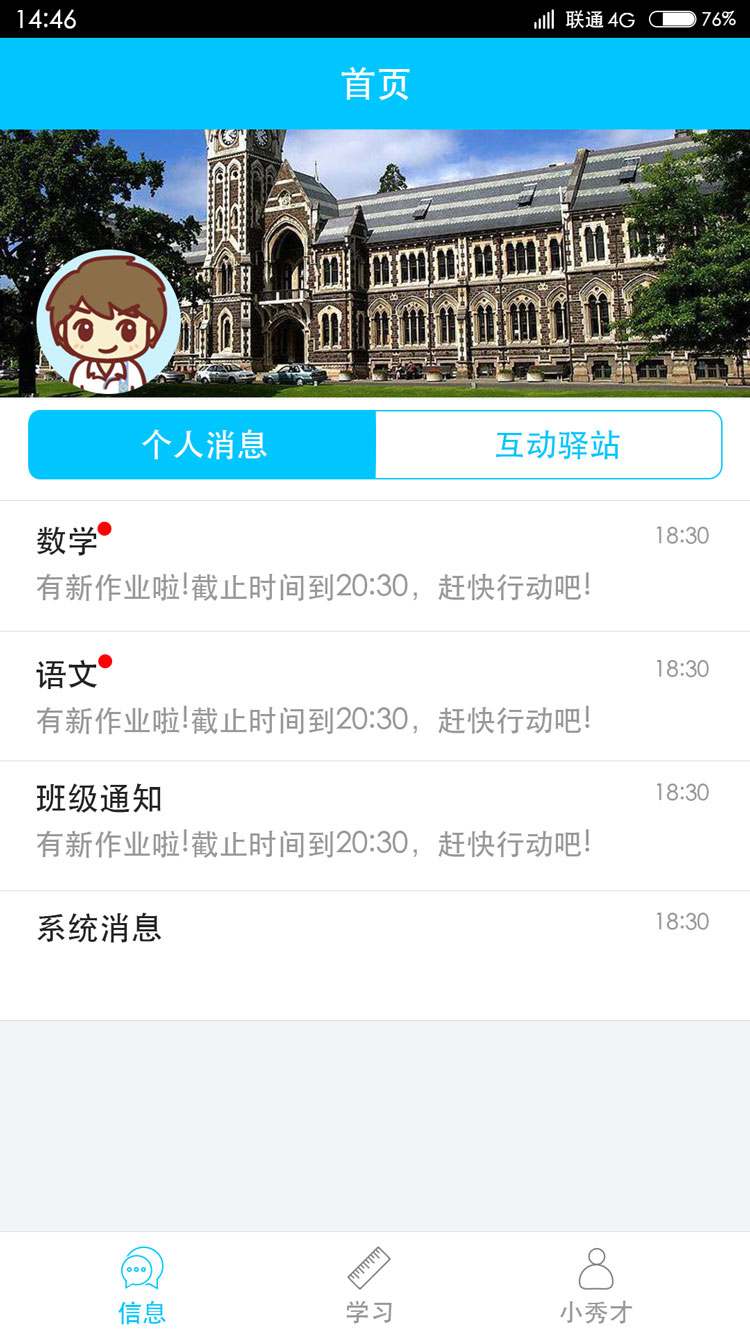 14:46 联通 4G 76%
首页
个人消息 互动驿站
数学 18:30
有新作业啦!截止时间到20:30，赶快行动吧!
语文 18:30
有新作业啦!截止时间到20:30，赶快行动吧!
班级通知 18:30
有新作业啦!截止时间到20:30，赶快行动吧!
系统消息 18:30
信息 学习 小秀才